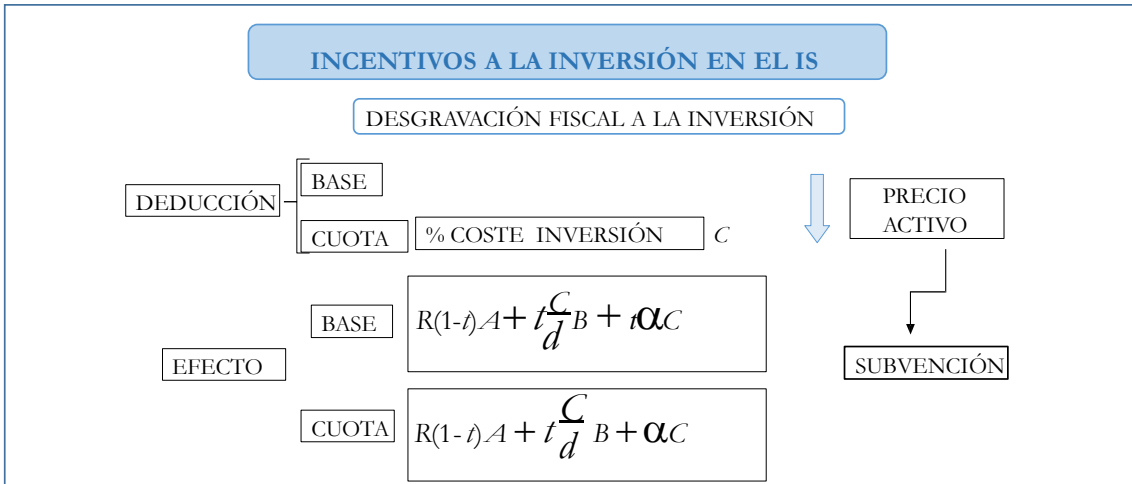 INCENTIVOS A LA INVERSIÓN EN EL IS
DESGRAVACIÓN FISCAL A LA INVERSIÓN
DEDUCCIÓN
BASE
CUOTA
% COSTE INVERSIÓN C
PRECIO
ACTIVO
EFECTO
BASE
R(1-t)A + t C/d B + tαC
CUOTA
R(1-t)A + t C/d B + αC
SUBVENCIÓN